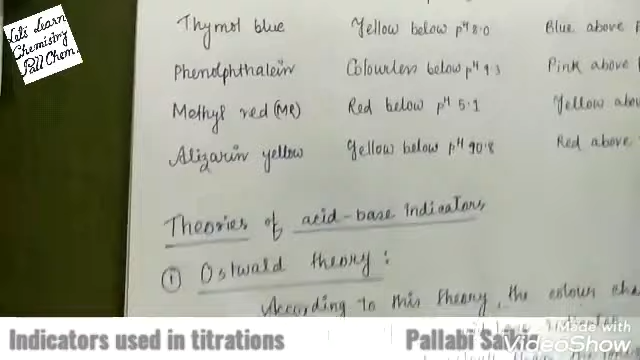 Let's Learn
Chemistry
Pall Chem.
Thymol blue Yellow below pH 8.0 Blue above
Phenolphthalein Colourless below pH 9.3 Pink above
Methyl red (MR) Red below pH 5.1 Yellow
Alizarin yellow Yellow below pH 90.8 Red above
Theories of acid-base Indicators
① Ostwald theory :
According to this theory, the colour
Indicators used in titrations Pallabi
Made with
VideoShow